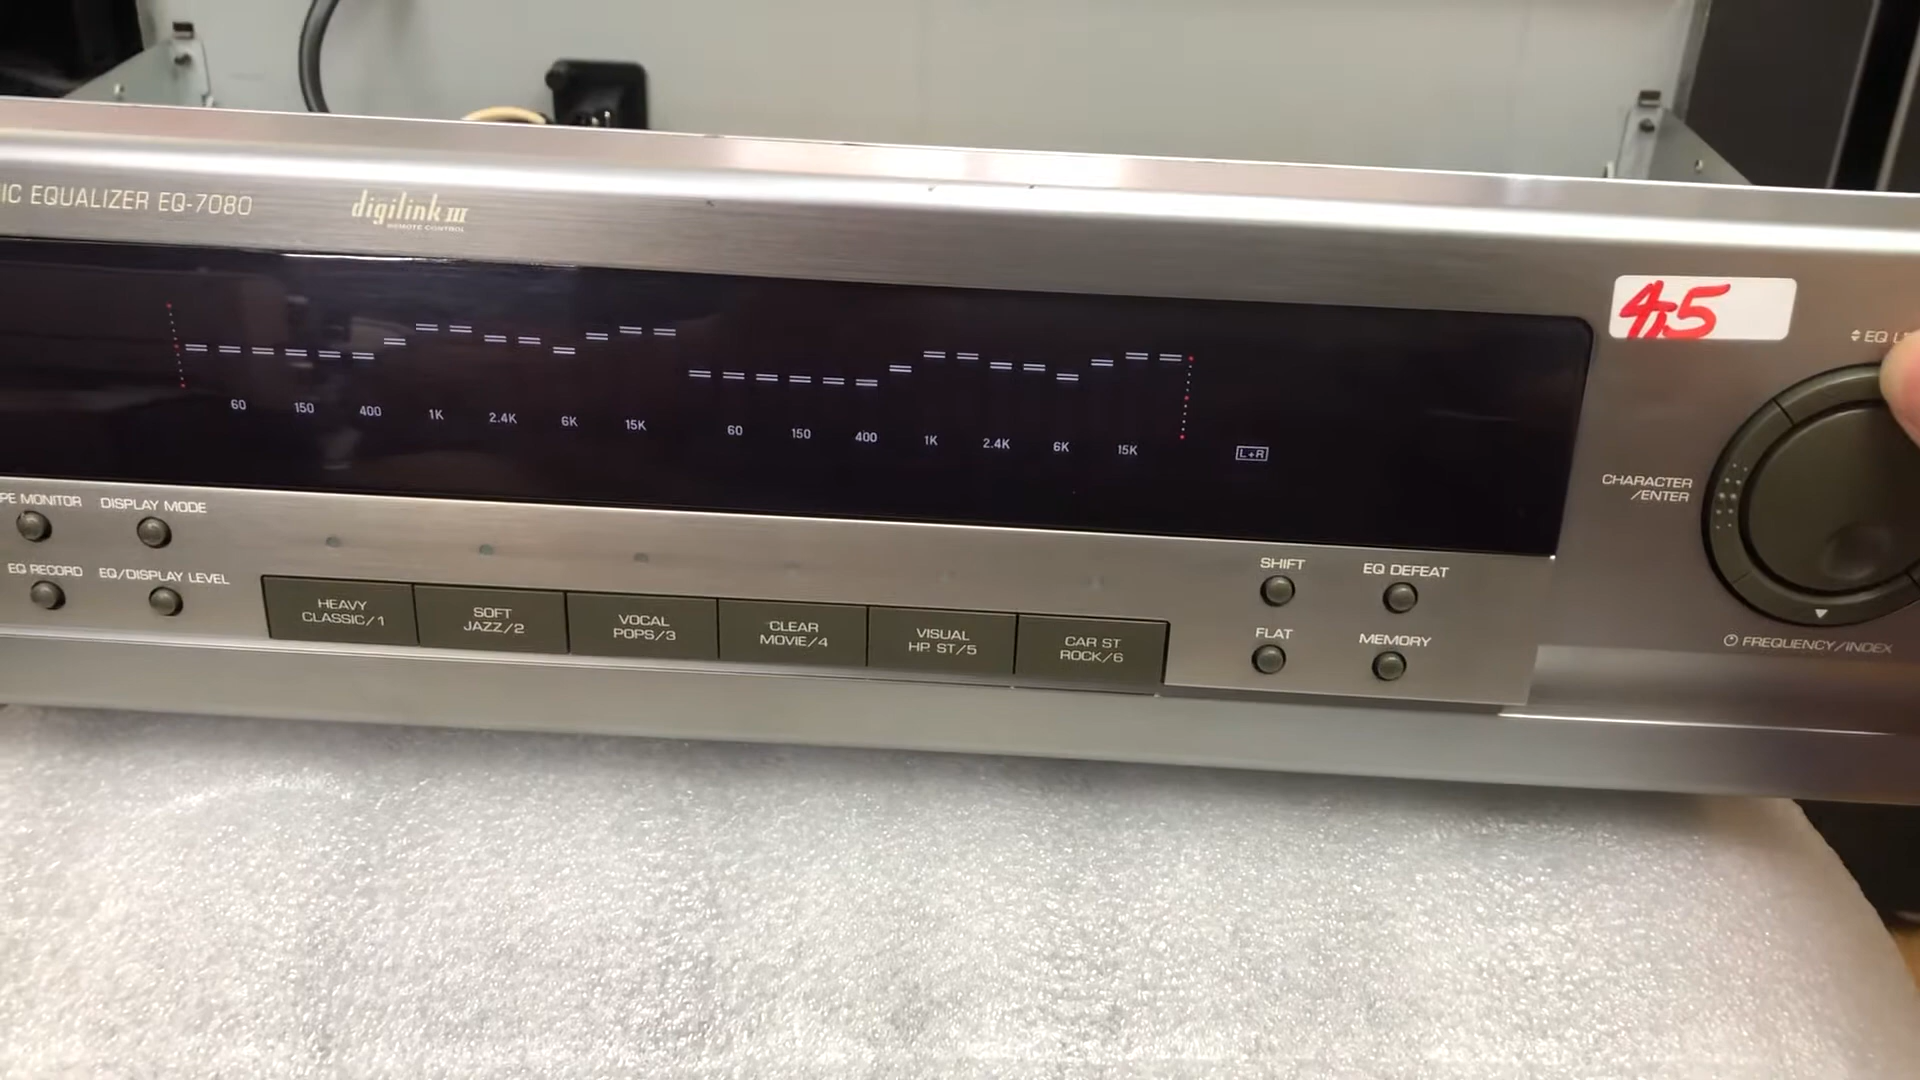 IC EQUALIZER EQ-7080
digilink III
REMOTE CONTROL
4,5
EQ
60 150 400 1K 2.4K 6K 15K
60 150 400 1K 2.4K 6K 15K
L+R
CHARACTER
/ENTER
FREQUENCY/INDEX
PE MONITOR
DISPLAY MODE
EQ RECORD
EQ/DISPLAY LEVEL
HEAVY
CLASSIC/1
SOFT
JAZZ/2
VOCAL
POPS/3
CLEAR
MOVIE/4
VISUAL
HP. ST/5
CAR ST
ROCK/6
SHIFT
EQ DEFEAT
FLAT
MEMORY